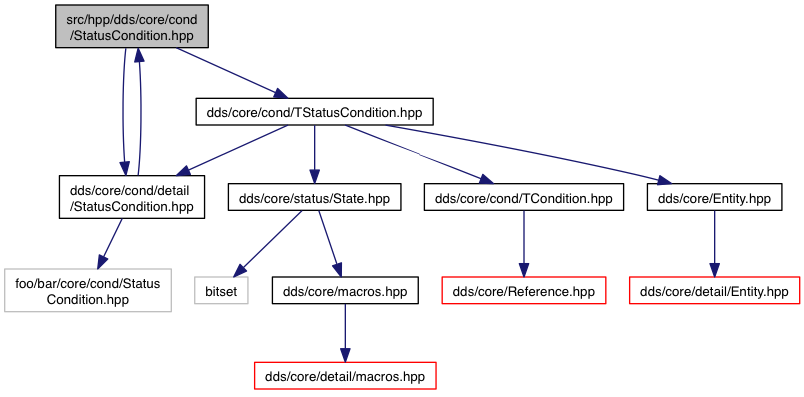 src/hpp/dds/core/cond
/StatusCondition.hpp
dds/core/cond/TStatusCondition.hpp
dds/core/cond/detail
/StatusCondition.hpp
dds/core/status/State.hpp
dds/core/cond/TCondition.hpp
dds/core/Entity.hpp
foo/bar/core/cond/Status
Condition.hpp
bitset
dds/core/macros.hpp
dds/core/Reference.hpp
dds/core/detail/Entity.hpp
dds/core/detail/macros.hpp